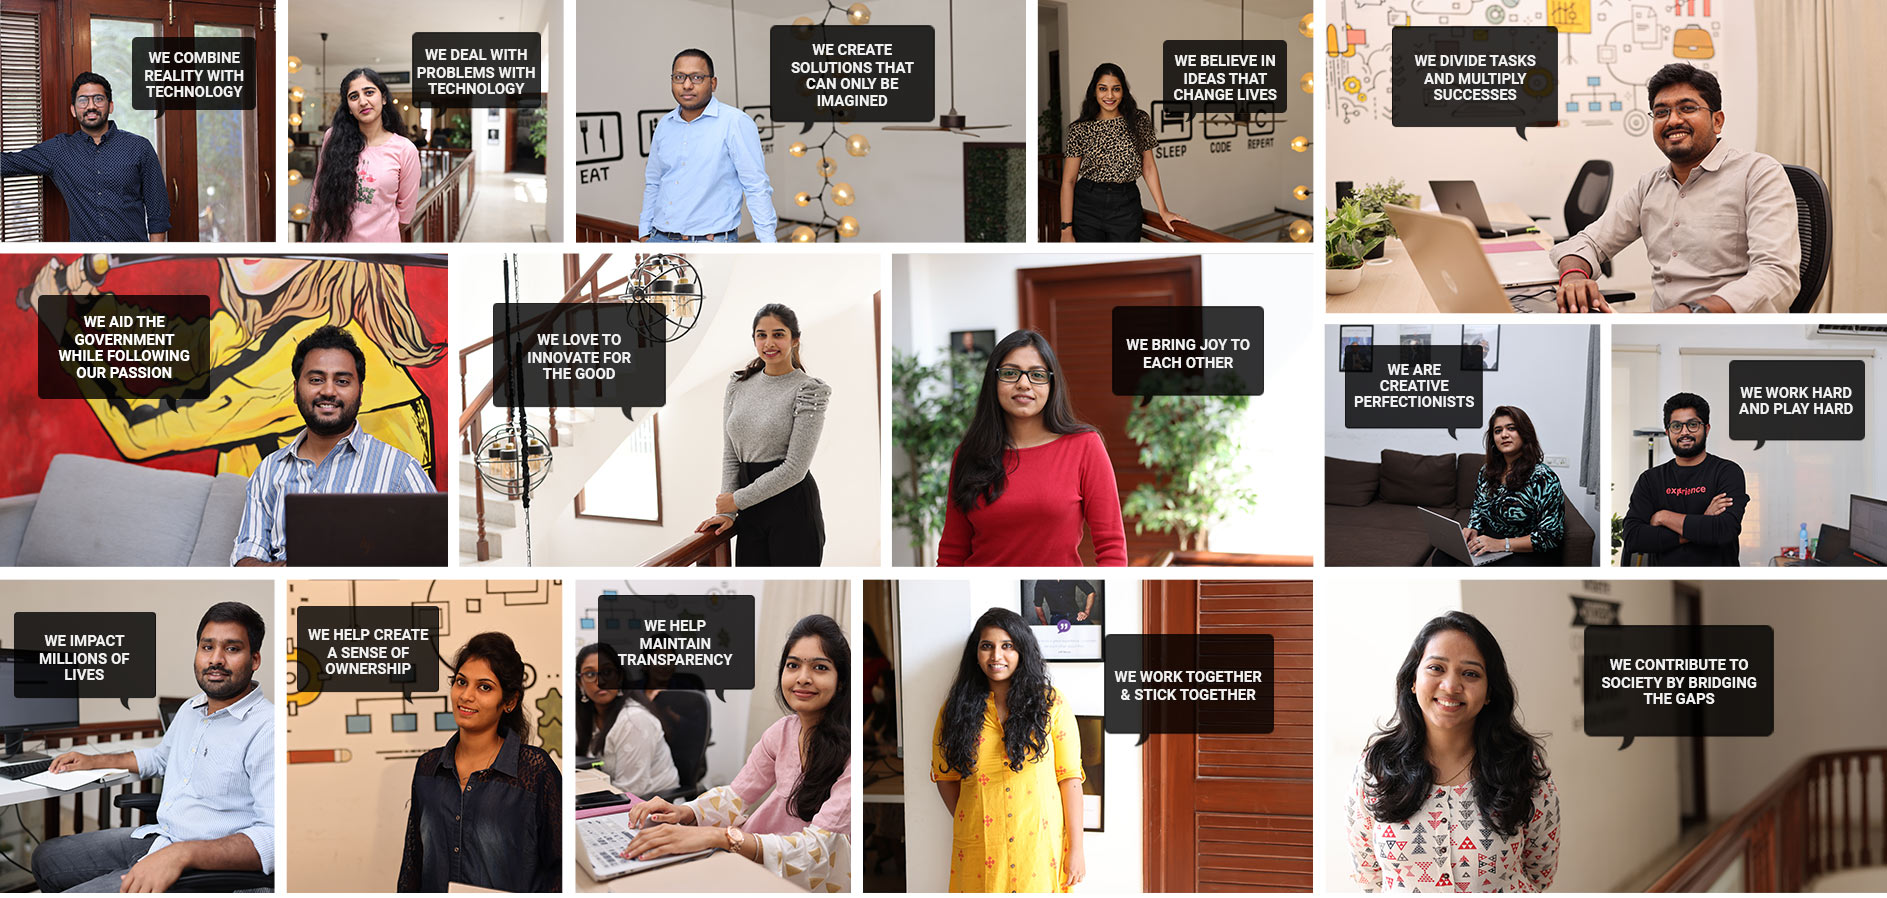 WE COMBINE
REALITY WITH
TECHNOLOGY
WE DEAL WITH
PROBLEMS WITH
TECHNOLOGY
WE CREATE
SOLUTIONS THAT
CAN ONLY BE
IMAGINED
EAT
WE BELIEVE IN
IDEAS THAT
CHANGE LIVES
SLEEP
CODE
REPEAT
WE DIVIDE TASKS
AND MULTIPLY
SUCCESSES
WE AID THE
GOVERNMENT
WHILE FOLLOWING
OUR PASSION
WE LOVE TO
INNOVATE FOR
THE GOOD
WE BRING JOY TO
EACH OTHER
WE ARE
CREATIVE
PERFECTIONISTS
WE WORK HARD
AND PLAY HARD
WE IMPACT
MILLIONS OF
LIVES
WE HELP CREATE
A SENSE OF
OWNERSHIP
WE HELP
MAINTAIN
TRANSPARENCY
WE WORK TOGETHER
& STICK TOGETHER
WE CONTRIBUTE TO
SOCIETY BY BRIDGING
THE GAPS